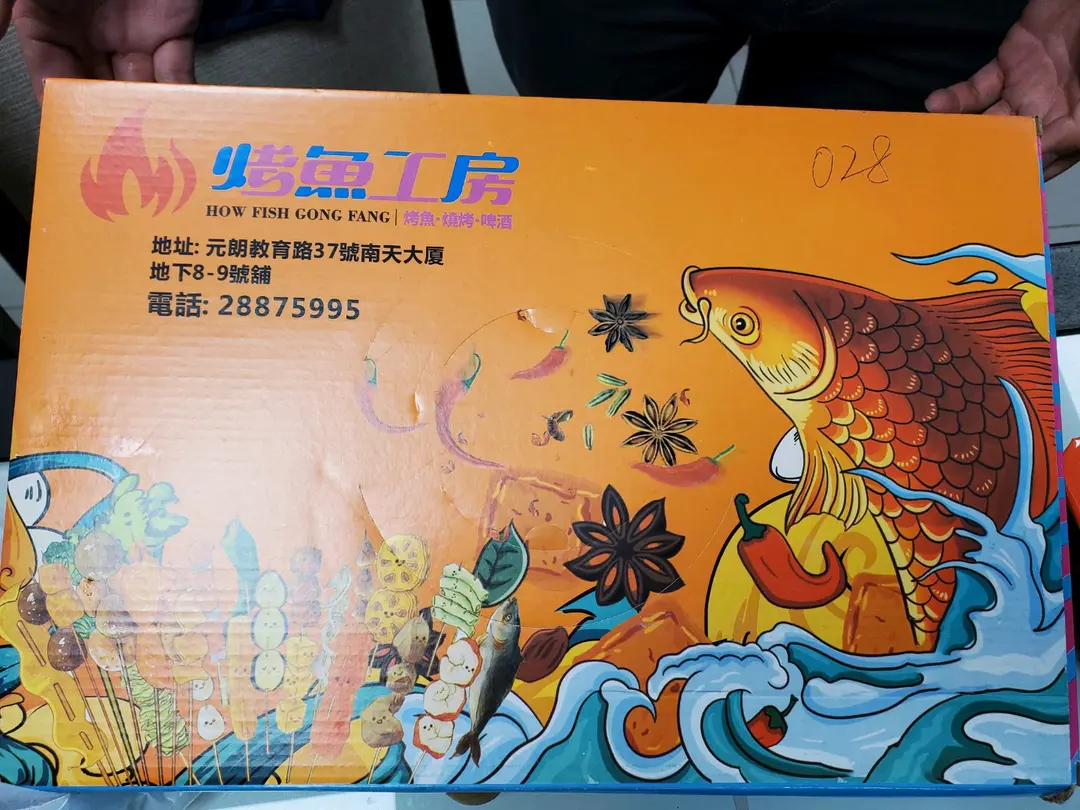 烤魚工房
HOW FISH GONG FANG | 烤魚·燒烤·啤酒
地址: 元朗教育路37號南天大厦
地下8-9號舖
電話: 28875995
028